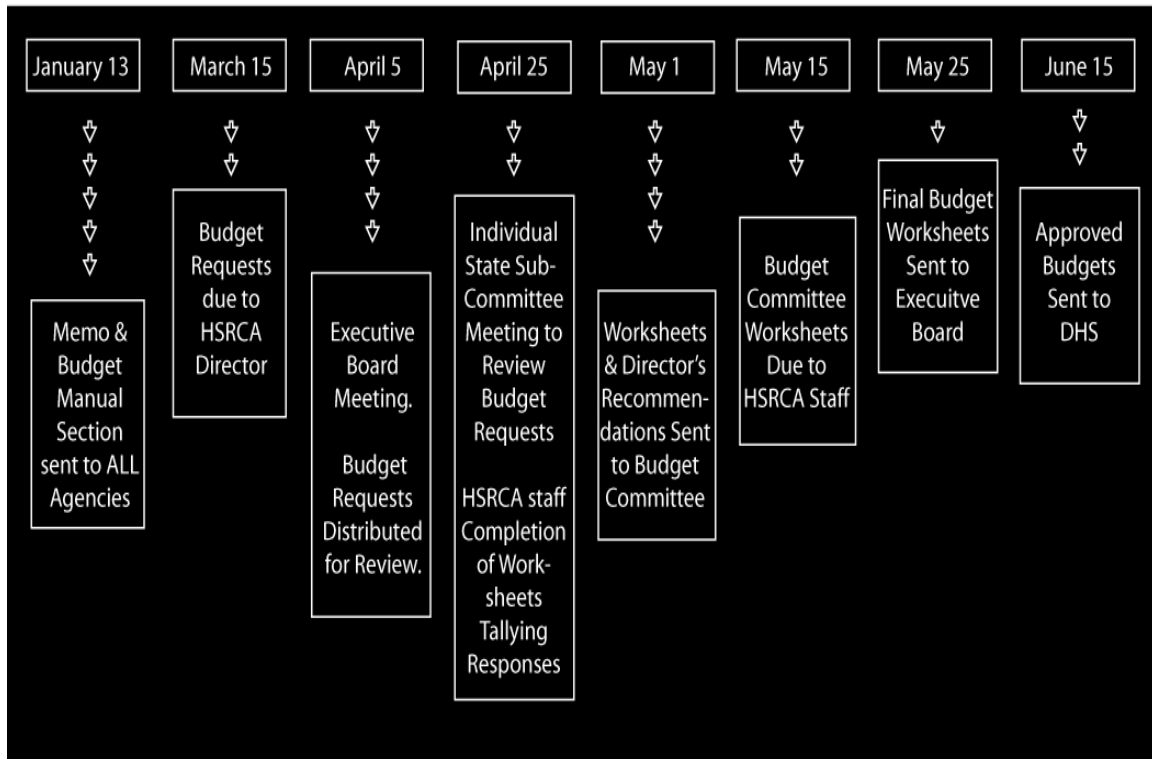 January 13
March 15
April 5
April 25
May 1
May 15
May 25
June 15
Memo &
Budget
Manual
Section
sent to ALL
Agencies
Budget
Requests
due to
HSRCA
Director
Executive
Board
Meeting.
Budget
Requests
Distributed
for Review.
Individual
State Sub-
Committee
Meeting to
Review
Budget
Requests
HSRCA staff
Completion
of Work-
sheets
Tallying
Responses
Worksheets
& Director's
Recommen-
dations Sent
to Budget
Committee
Budget
Committee
Worksheets
Due to
HSRCA Staff
Final Budget
Worksheets
Sent to
Execuitve
Board
Approved
Budgets
Sent to
DHS